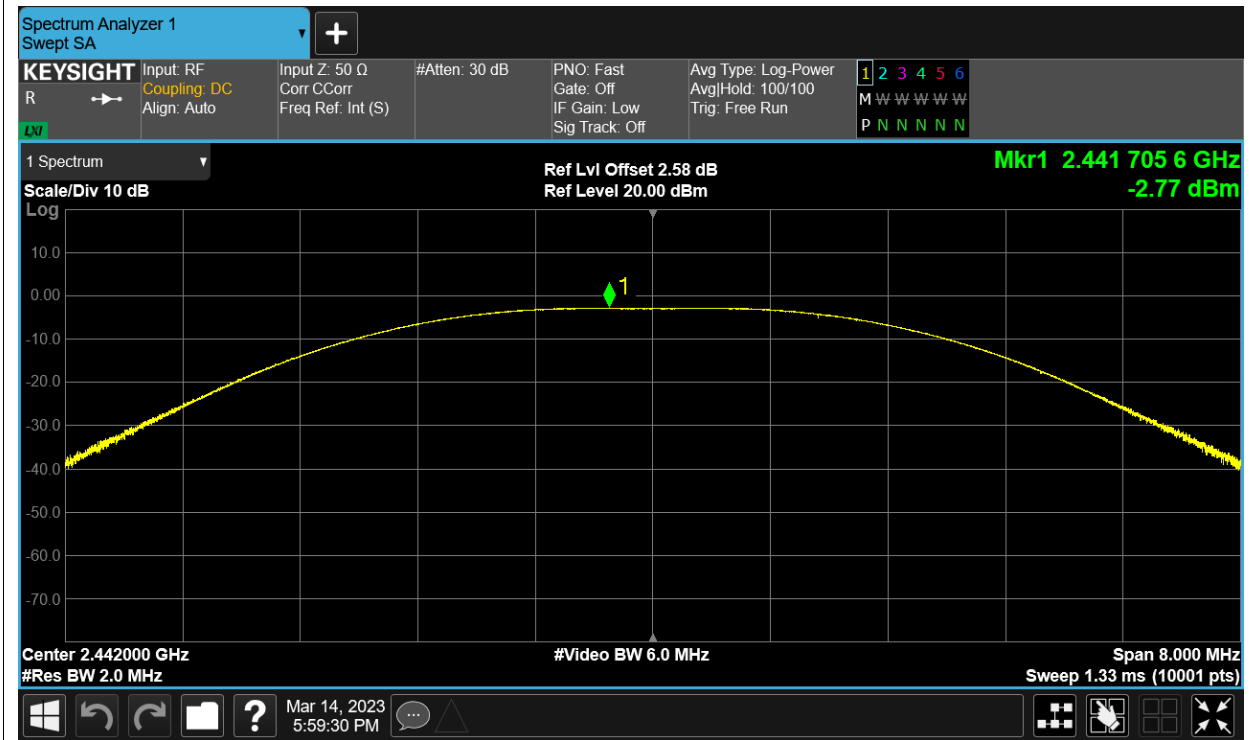 Spectrum Analyzer 1
Swept SA
+
KEYSIGHT
R
LXI
Input: RF
Coupling: DC
Align: Auto
Input Z: 50 Ω
Corr CCorr
Freq Ref: Int (S)
#Atten: 30 dB
PNO: Fast
Gate: Off
IF Gain: Low
Sig Track: Off
Avg Type: Log-Power
Avg|Hold: 100/100
Trig: Free Run
1 2 3 4 5 6
M W W W W W
P N N N N N
1 Spectrum
Scale/Div 10 dB
Log
Ref Lvl Offset 2.58 dB
Ref Level 20.00 dBm
Mkr1 2.441 705 6 GHz
-2.77 dBm
10.0
0.00
-10.0
-20.0
-30.0
-40.0
-50.0
-60.0
-70.0
1
Center 2.442000 GHz
#Res BW 2.0 MHz
#Video BW 6.0 MHz
Span 8.000 MHz
Sweep 1.33 ms (10001 pts)
?
Mar 14, 2023
5:59:30 PM